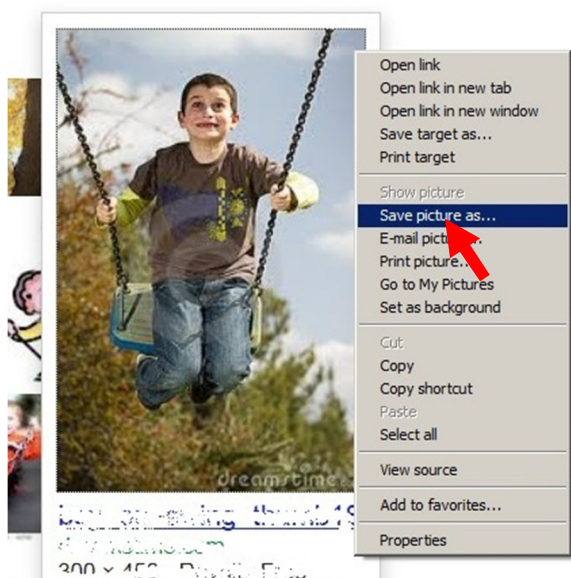 Open link
Open link in new tab
Open link in new window
Save target as...
Print target
Show picture
Save picture as...
E-mail
Print picture...
Go to My Pictures
Set as background
Cut
Copy
Copy shortcut
Paste
Select all
View source
Add to favorites...
Properties
dreamstime
300 ×